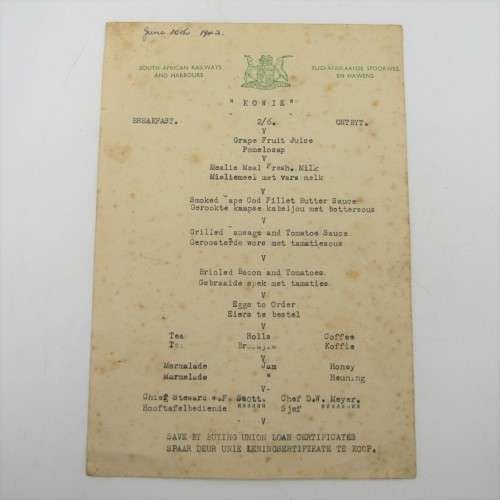 June 10th 1942.
SOUTH AFRICAN RAILWAYS AND HARBOURS
SUID-AFRIKAANSE SPOORWEË EN HAWENS
"KOWIE"
BREAKFAST. 2/6. ONTBYT.
V
Grape Fruit Juice
Pomelosap
V
Mealie Meal Fresh. Milk
Mieliemeel met vars melk
V
Smoked Cape Cod Fillet Butter Sauce
Gerookte kaapse kabeljou met bottersous
V
Grilled Sausage and Tomatoe Sauce
Geroosterde wors met tamatiesous
V
Brioled Bacon and Tomatoes.
Gebraaide spek met tamaties.
V
Eggs to Order
Eiers te bestel
V
Tea Rolls Coffee
Koffie
V
Marmalade Jam Honey
Marmelade " Heuning
V
Chief Steward Scott. Chef D.W. Meyer.
Hooftafelbediende ****** Sjef *******
V
SAVE BY BUYING UNION LOAN CERTIFICATES
SPAAR DEUR UNIE LENINGSERTIFIKATE TE KOOP.